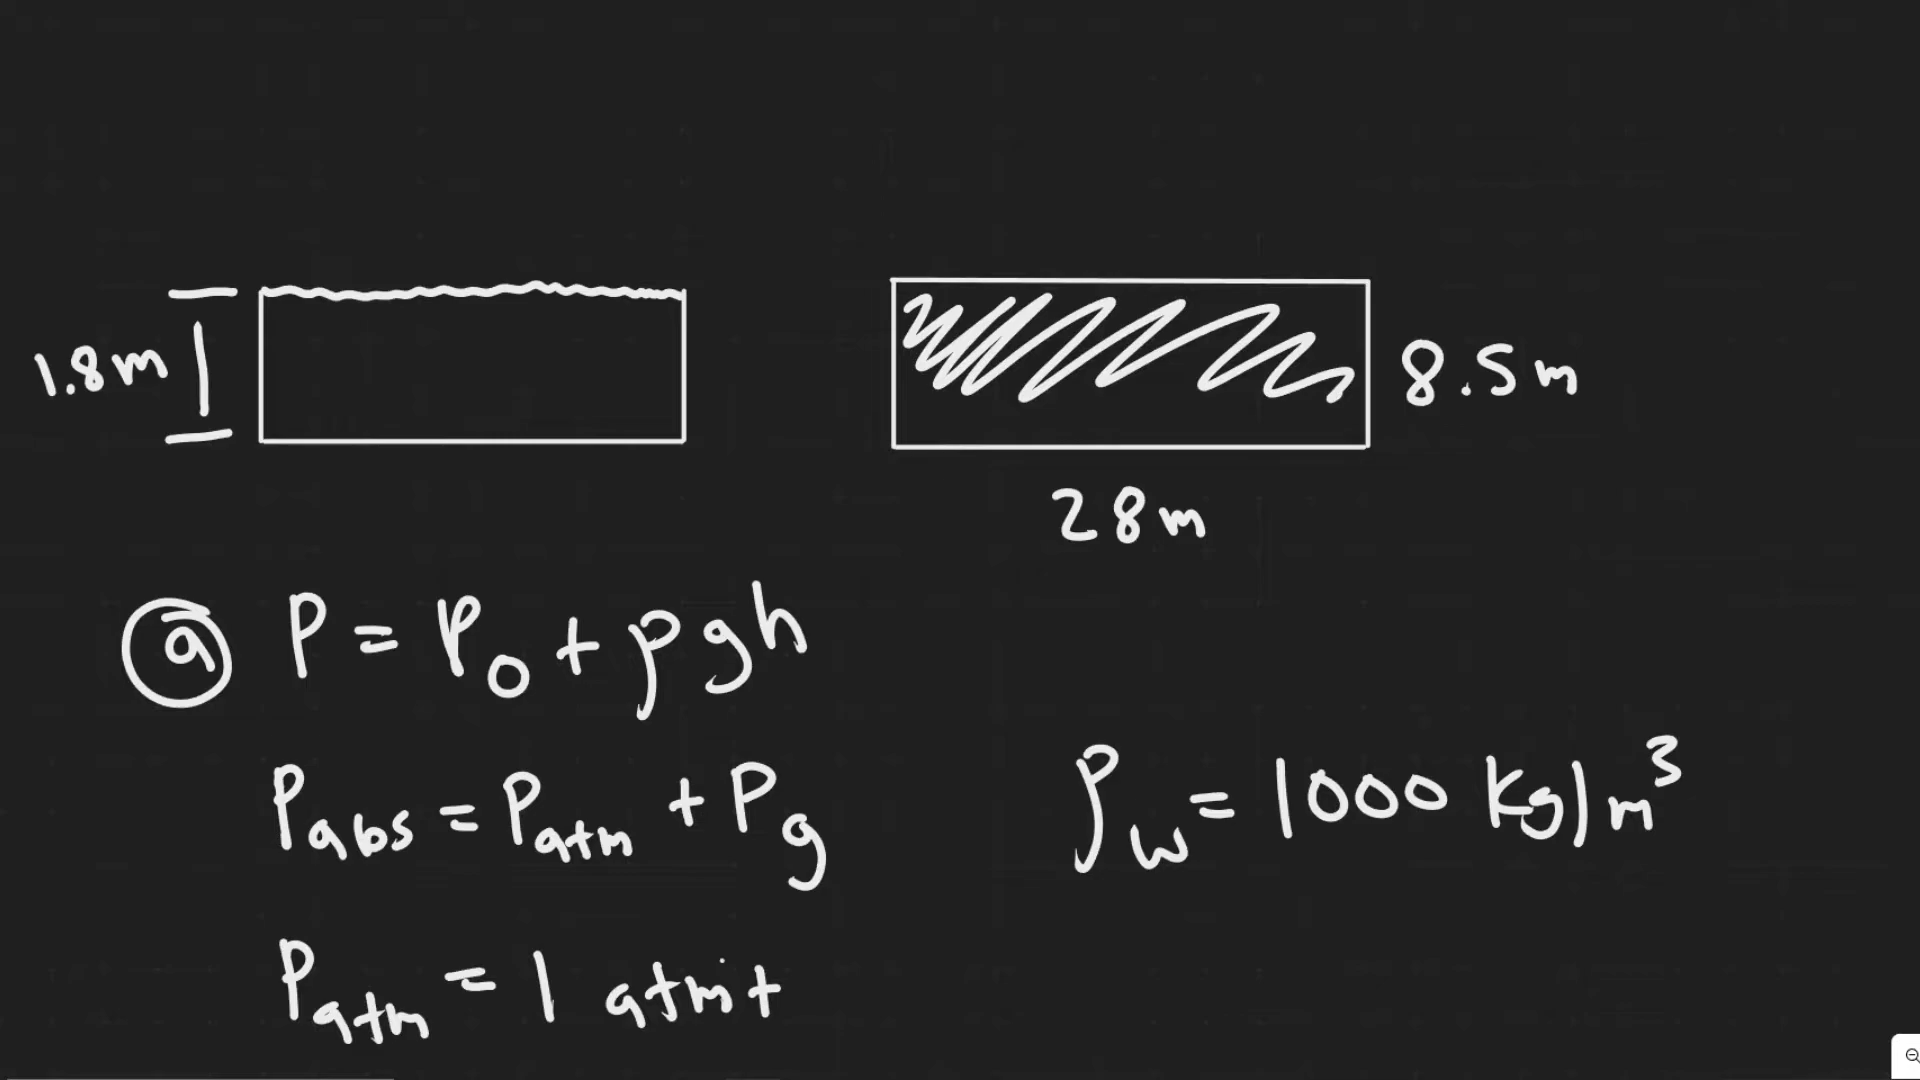 1.8m
8.5m
28m
a P = P₀ + ρgh
Pabs = Patm + Pg
ρw = 1000 kg/m³
Patm = 1 atm +